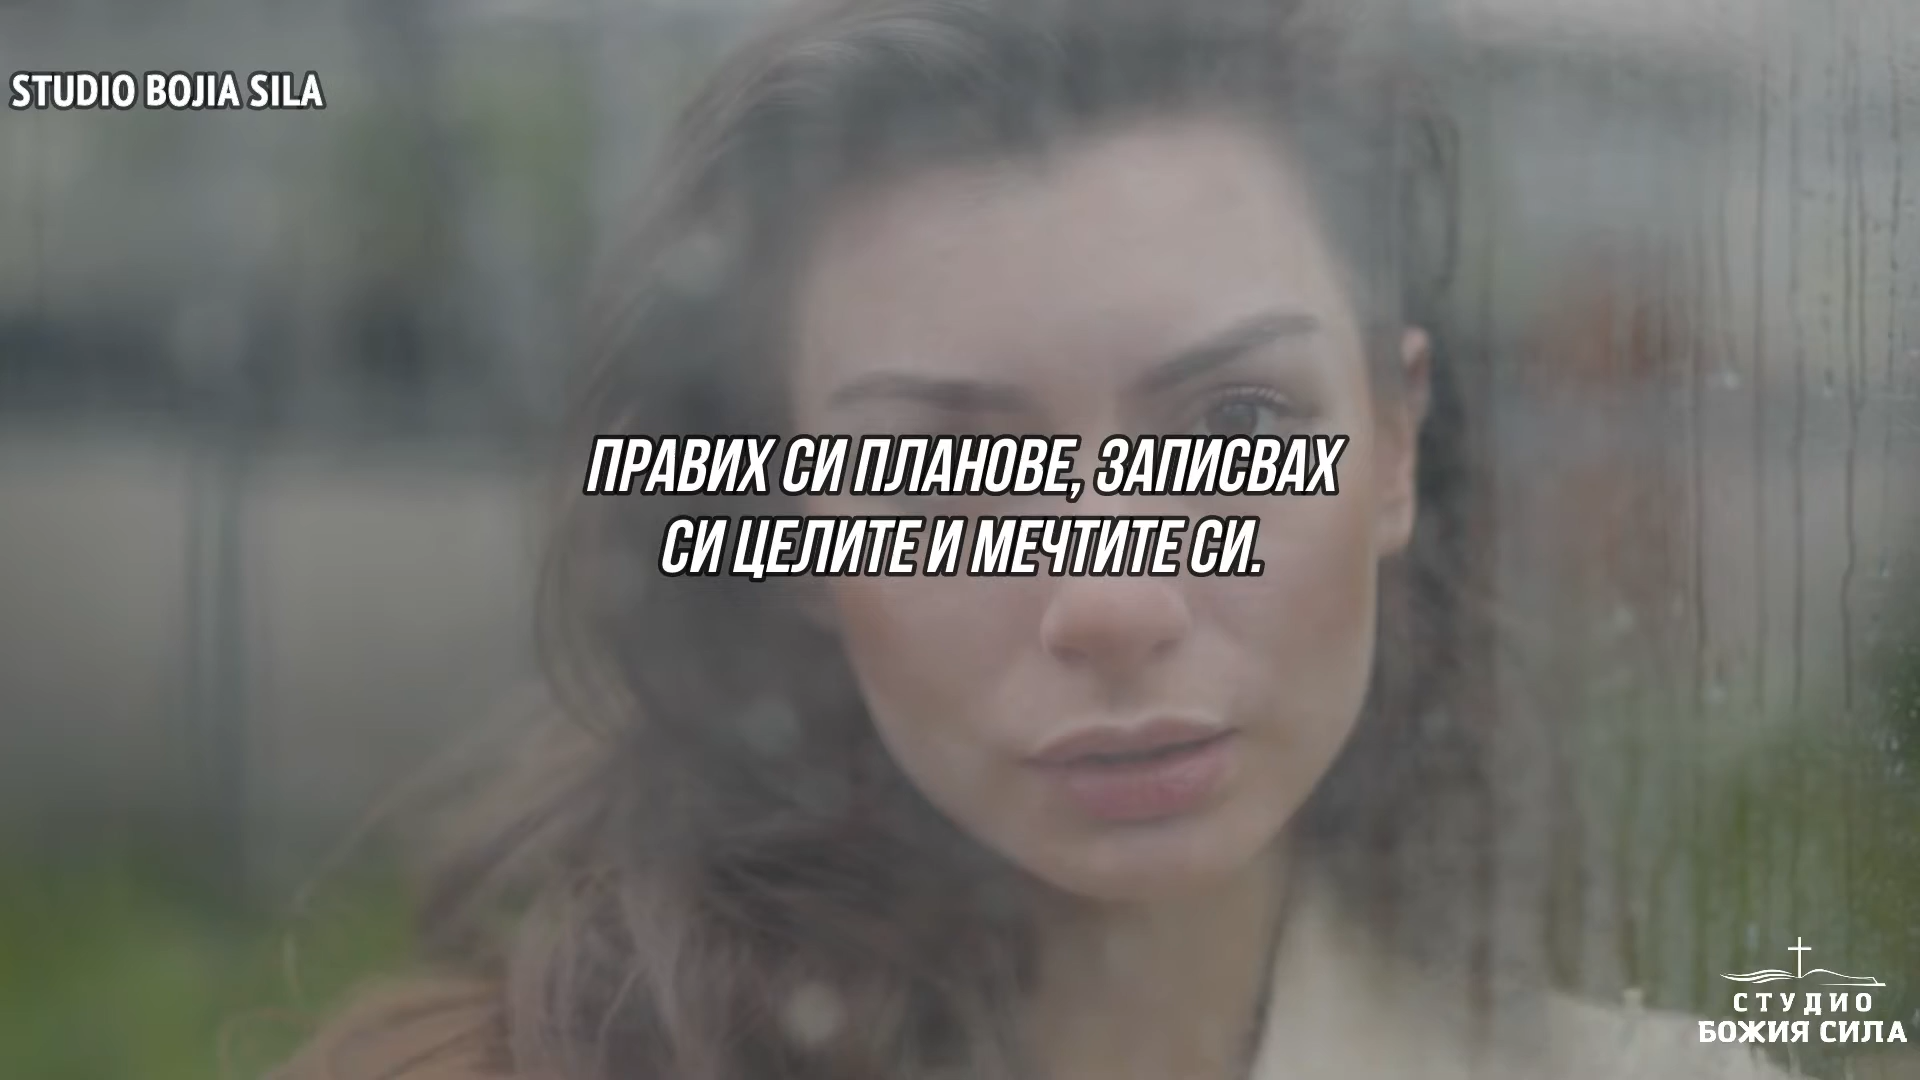 STUDIO BOJIA SILA
ПРАВИХ СИ ПЛАНОВЕ, ЗАПИСВАХ
СИ ЦЕЛИТЕ И МЕЧТИТЕ СИ.
СТУДИО
БОЖИЯ СИЛА